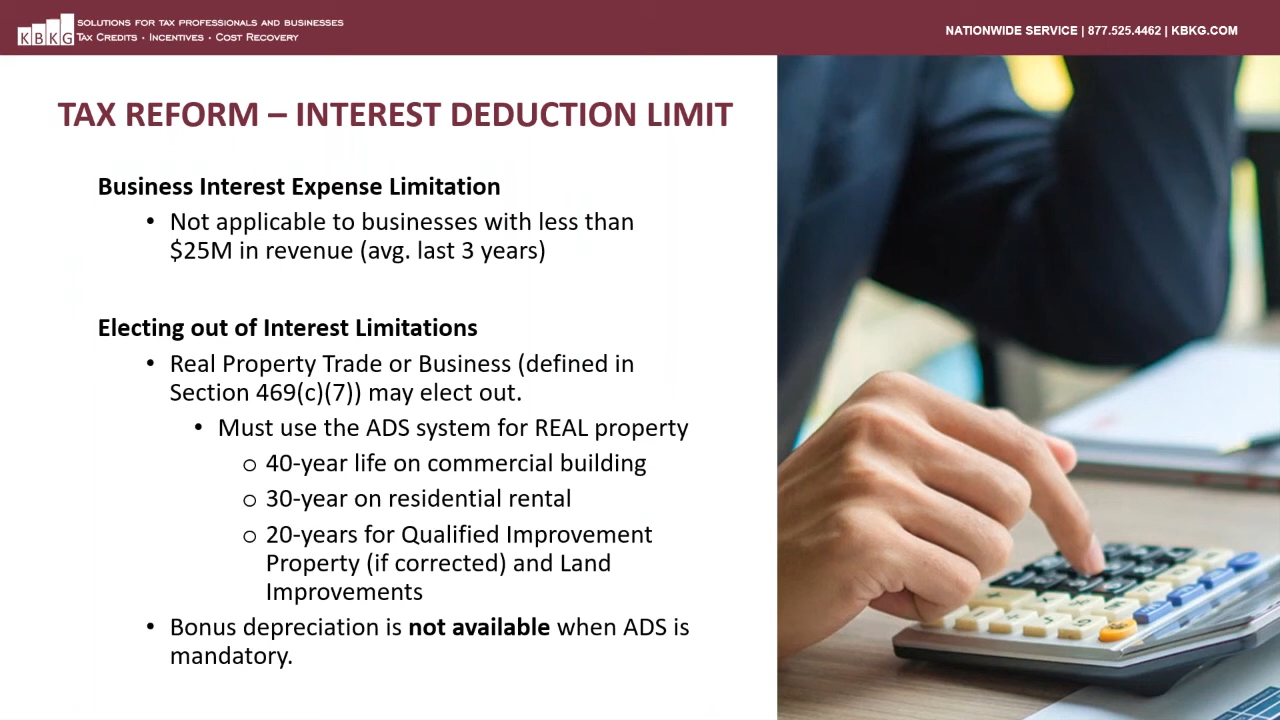 KBKG
SOLUTIONS FOR TAX PROFESSIONALS AND BUSINESSES
TAX CREDITS · INCENTIVES · COST RECOVERY
NATIONWIDE SERVICE | 877.525.4462 | KBKG.COM
TAX REFORM – INTEREST DEDUCTION LIMIT
Business Interest Expense Limitation
• Not applicable to businesses with less than
$25M in revenue (avg. last 3 years)
Electing out of Interest Limitations
• Real Property Trade or Business (defined in
Section 469(c)(7)) may elect out.
• Must use the ADS system for REAL property
o 40-year life on commercial building
o 30-year on residential rental
o 20-years for Qualified Improvement
Property (if corrected) and Land
Improvements
• Bonus depreciation is not available when ADS is
mandatory.